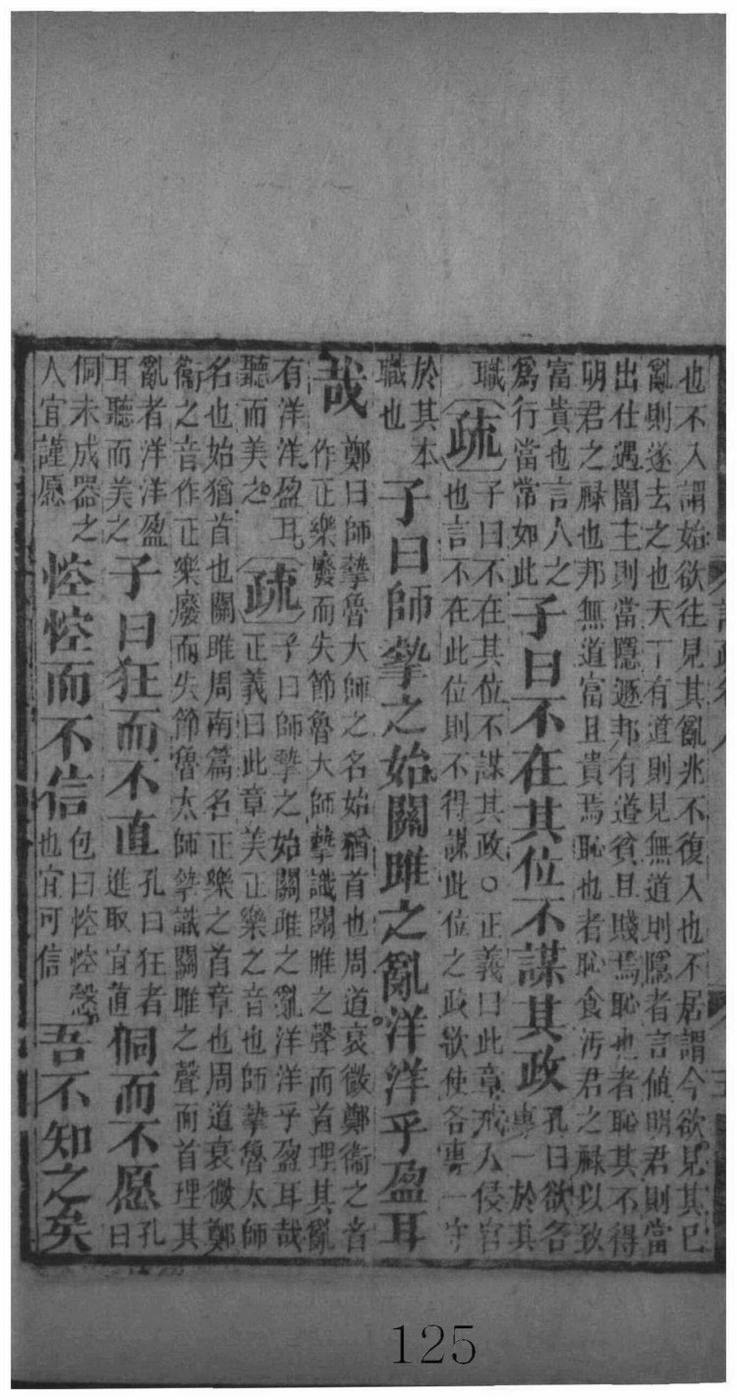 也不入謂始欲往見其亂兆不復入也不居謂今欲見其已
亂則遂去之也天下有道則見無道則隱者言値明君則當
出仕遇闇主則當隱遯邦有道貧且賤焉恥也者恥其不得
明君之祿也邦無道富且貴焉恥也者恥食汚君之祿以致
富貴也言人之
爲行當常如此
子曰不在其位不謀其政
孔曰欲各
專一於其
職
疏
子曰不在其位不謀其政○正義曰此章戒人侵官
也言不在此位則不得謀此位之政欲使各專一守
於其本
職也
子曰師摯之始關雎之亂洋洋乎盈耳
哉
鄭曰師摯魯大師之名始猶首也周道衰微鄭衞之音
作正樂廢而失節魯大師摯識關雎之聲而首理其亂
有洋洋盈耳
聽而美之
疏
子曰師摯之始關雎之亂洋洋乎盈耳哉
正義曰此章美正樂之音也師摯魯太師
名也始猶首也關雎周南篇名正樂之首章也周道衰微鄭
衞之音作正樂廢而失節魯太師摯識關雎之聲而首理其
亂者洋洋盈
耳聽而美之
子曰狂而不直
孔曰狂者
進取宜直
侗而不愿
孔
曰
侗未成器之
人宜謹愿
悾悾而不信
包曰悾悾慤
也宜可信
吾不知之矣
125